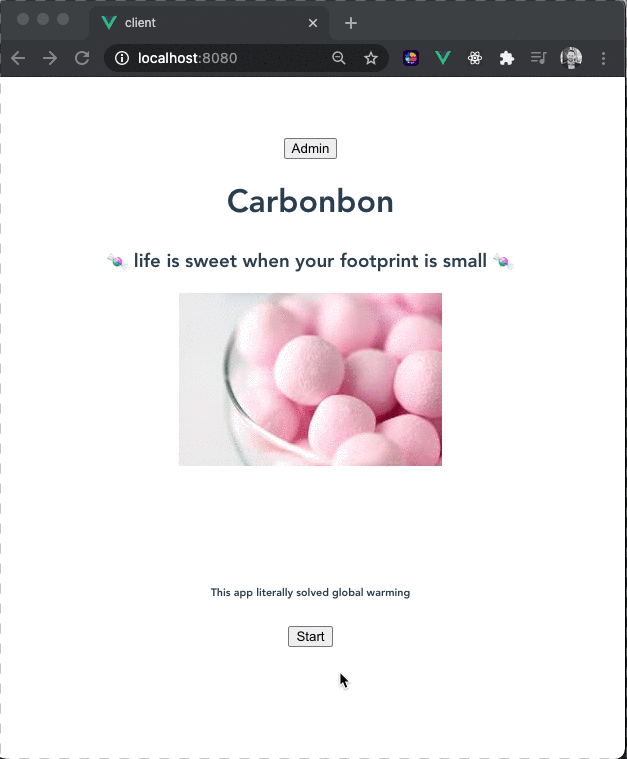 client
localhost:8080
Admin
Carbonbon
🍬 life is sweet when your footprint is small 🍬
This app literally solved global warming
Start